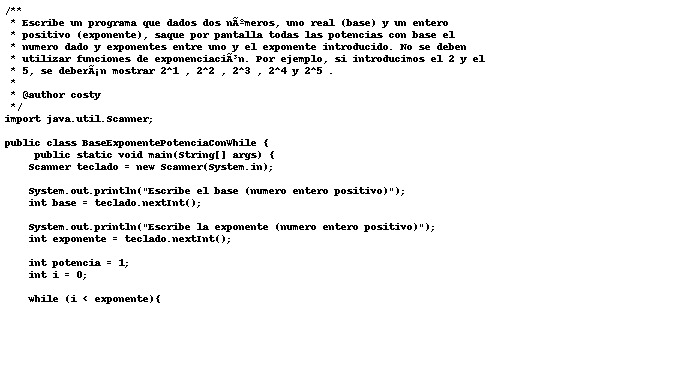 /**
 * Escribe un programa que dados dos nÃºmeros, uno real (base) y un entero
 * positivo (exponente), saque por pantalla todas las potencias con base el
 * numero dado y exponentes entre uno y el exponente introducido. No se deben
 * utilizar funciones de exponenciaciÃ³n. Por ejemplo, si introducimos el 2 y el
 * 5, se deberÃ¡n mostrar 2^1 , 2^2 , 2^3 , 2^4 y 2^5 .
 *
 * @author costy
 */
import java.util.Scanner;

public class BaseExponentePotenciaConWhile {
     public static void main(String[] args) {
    Scanner teclado = new Scanner(System.in);

    System.out.println("Escribe el base (numero entero positivo)");
    int base = teclado.nextInt();

    System.out.println("Escribe la exponente (numero entero positivo)");
    int exponente = teclado.nextInt();

    int potencia = 1;
    int i = 0;

    while (i < exponente){